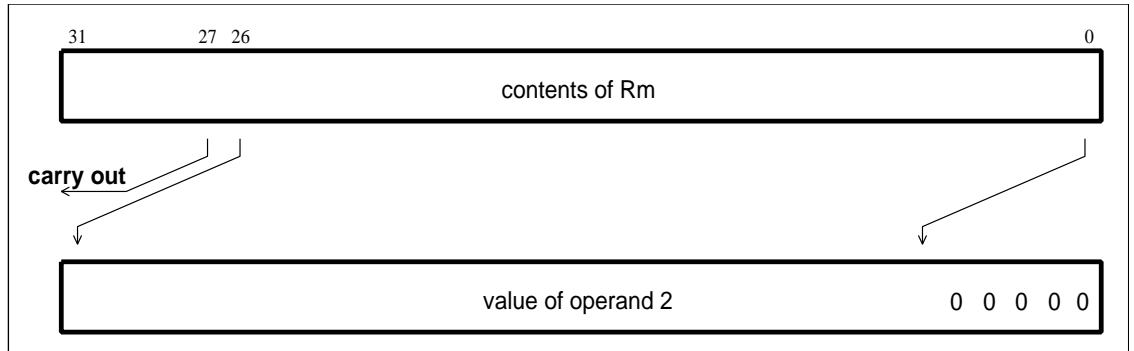 31 27 26 0
contents of Rm
carry out
value of operand 2 0 0 0 0 0